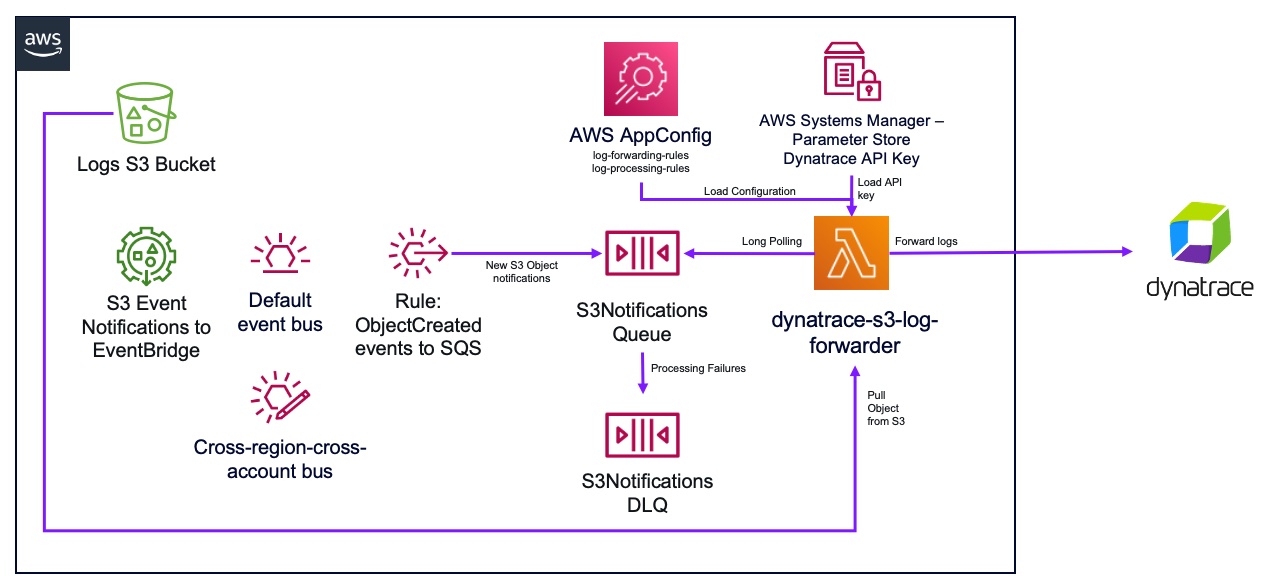 aws
Logs S3 Bucket
AWS AppConfig
log-forwarding-rules
log-processing-rules
AWS Systems Manager –
Parameter Store
Dynatrace API Key
Load Configuration
Load API
key
S3 Event
Notifications to
EventBridge
Default
event bus
Rule:
ObjectCreated
events to SQS
New S3 Object
notifications
S3Notifications
Queue
Long Polling
dynatrace-s3-log-
forwarder
Forward logs
dynatrace
Processing Failures
Cross-region-cross-
account bus
S3Notifications
DLQ
Pull
Object
from S3